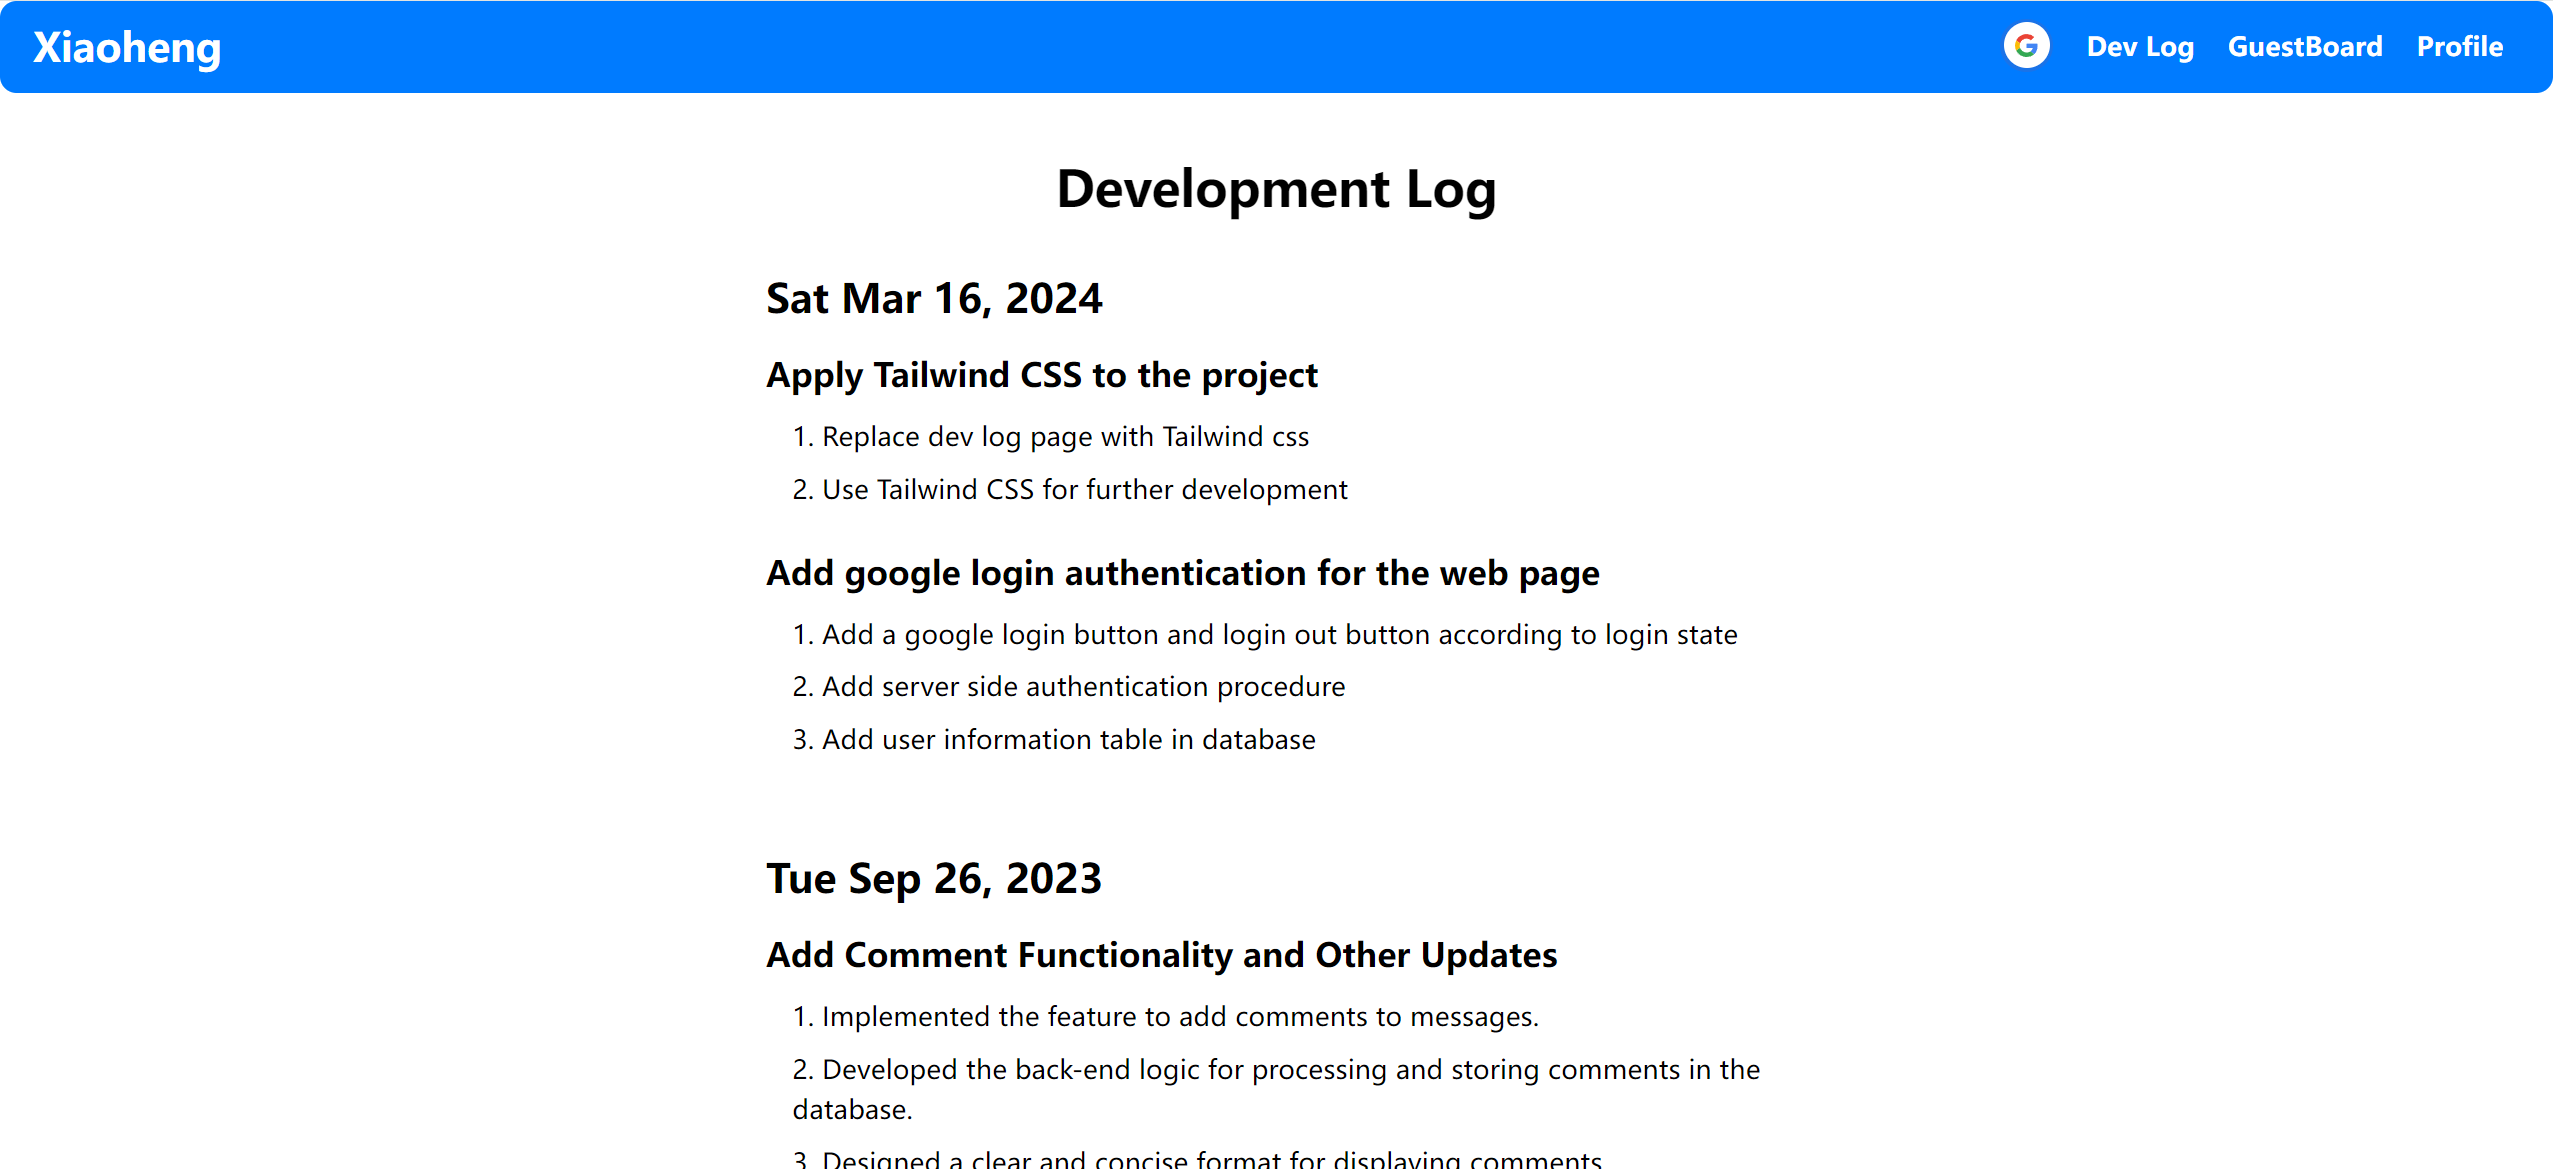 Xiaoheng
Dev Log GuestBoard Profile
Development Log
Sat Mar 16, 2024
Apply Tailwind CSS to the project
1. Replace dev log page with Tailwind css
2. Use Tailwind CSS for further development
Add google login authentication for the web page
1. Add a google login button and login out button according to login state
2. Add server side authentication procedure
3. Add user information table in database
Tue Sep 26, 2023
Add Comment Functionality and Other Updates
1. Implemented the feature to add comments to messages.
2. Developed the back-end logic for processing and storing comments in the
database.
3. Designed a clear and concise format for displaying comments